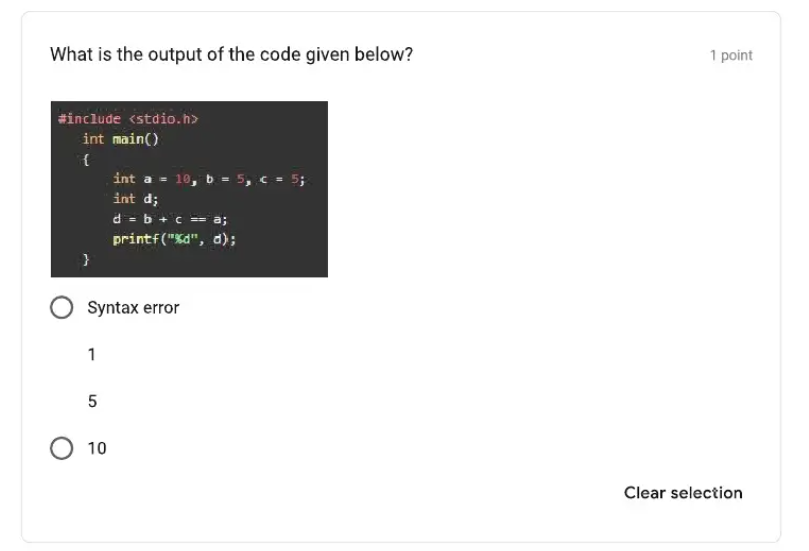 What is the output of the code given below?
1 point
#include <stdio.h>
int main()
{
int a = 10, b = 5, c = 5;
int d;
d = b + c == a;
printf("%d", d);
}
Syntax error
1
5
10
Clear selection